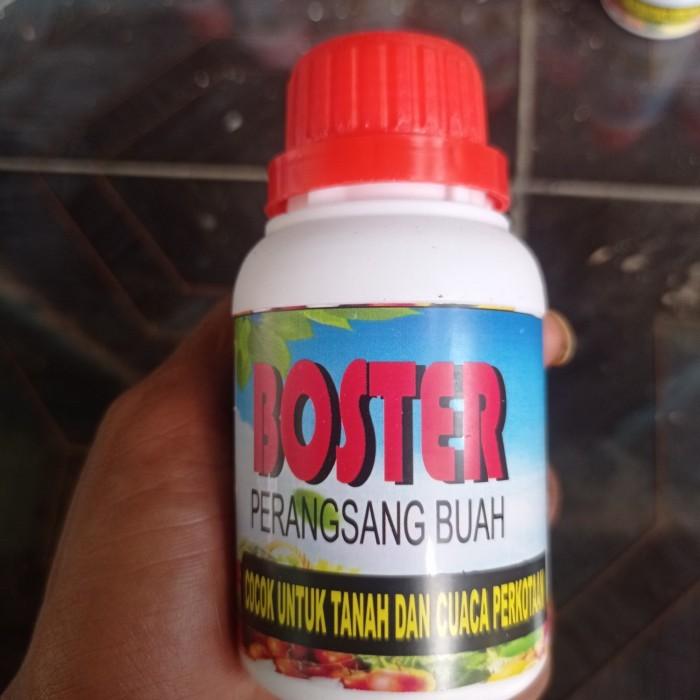 BOSTER
PERANGSANG BUAH
COCOK UNTUK TANAH DAN CUACA PERKOTAAN